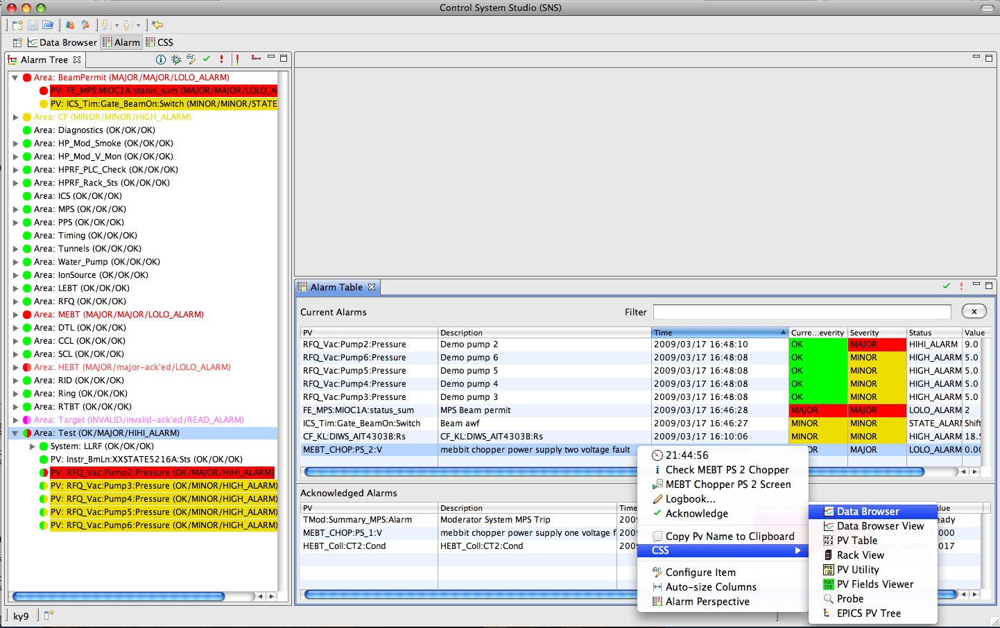 Control System Studio (SNS)
Data Browser Alarm CSS
Alarm Tree
Area: BeamPermit (MAJOR/MAJOR/LOLO_ALARM)
PV: FE_MPS:MIOC1A:status_sum (MAJOR/MAJOR/LOLO_A
PV: ICS_Tim:Gate_BeamOn:Switch (MINOR/MINOR/STATE
Area: CF (MINOR/MINOR/HIGH_ALARM)
Area: Diagnostics (OK/OK/OK)
Area: HP_Mod_Smoke (OK/OK/OK)
Area: HP_Mod_V_Mon (OK/OK/OK)
Area: HPRF_PLC_Check (OK/OK/OK)
Area: HPRF_Rack_Sts (OK/OK/OK)
Area: ICS (OK/OK/OK)
Area: MPS (OK/OK/OK)
Area: PPS (OK/OK/OK)
Area: Timing (OK/OK/OK)
Area: Tunnels (OK/OK/OK)
Area: Water_Pump (OK/OK/OK)
Area: IonSource (OK/OK/OK)
Area: LEBT (OK/OK/OK)
Area: RFQ (OK/OK/OK)
Area: MEBT (MAJOR/MAJOR/LOLO_ALARM)
Area: DTL (OK/OK/OK)
Area: CCL (OK/OK/OK)
Area: SCL (OK/OK/OK)
Area: HEBT (MAJOR/major-ack'ed/LOLO_ALARM)
Area: RID (OK/OK/OK)
Area: Ring (OK/OK/OK)
Area: RTBT (OK/OK/OK)
Area: Target (INVALID/invalid-ack'ed/READ_ALARM)
Area: Test (OK/MAJOR/HIHI_ALARM)
System: LLRF (OK/OK/OK)
PV: Instr_BmLn:XXSTATE5216A:Sts (OK/OK/OK)
PV: RFQ_Vac:Pump2:Pressure (OK/MAJOR/HIHI_ALARM)
PV: RFQ_Vac:Pump3:Pressure (OK/MINOR/HIGH_ALARM)
PV: RFQ_Vac:Pump4:Pressure (OK/MINOR/HIGH_ALARM)
PV: RFQ_Vac:Pump5:Pressure (OK/MINOR/HIGH_ALARM)
PV: RFQ_Vac:Pump6:Pressure (OK/MINOR/HIGH_ALARM)
ky9
Alarm Table
Current Alarms Filter x
PV Description Time Curre...everity Severity Status Value
RFQ_Vac:Pump2:Pressure Demo pump 2 2009/03/17 16:48:10 OK MAJOR HIHI_ALARM 9.0
RFQ_Vac:Pump6:Pressure Demo pump 6 2009/03/17 16:48:08 OK MINOR HIGH_ALARM 5.0
RFQ_Vac:Pump5:Pressure Demo pump 5 2009/03/17 16:48:08 OK MINOR HIGH_ALARM 5.0
RFQ_Vac:Pump4:Pressure Demo pump 4 2009/03/17 16:48:08 OK MINOR HIGH_ALARM 5.0
RFQ_Vac:Pump3:Pressure Demo pump 3 2009/03/17 16:48:08 OK MINOR HIGH_ALARM 5.0
FE_MPS:MIOC1A:status_sum MPS Beam permit 2009/03/17 16:46:28 MAJOR MAJOR LOLO_ALARM 2
ICS_Tim:Gate_BeamOn:Switch Beam awf 2009/03/17 16:46:27 MINOR MINOR STATE_ALARM Shift
CF_KL:DIWS_AIT4303B:Rs CF_KL:DIWS_AIT4303B:Rs 2009/03/17 16:10:06 MINOR MINOR HIGH_ALARM 18.5
MEBT_CHOP:PS_2:V mebbit chopper power supply two voltage fault OR MAJOR LOLO_ALARM 0.00
Acknowledged Alarms
PV Description Time alue
TMod:Summary_MPS:Alarm Moderator System MPS Trip 200 eady
MEBT_CHOP:PS_1:V mebbit chopper power supply one voltage f 200 000
HEBT_Coll:CT2:Cond HEBT_Coll:CT2:Cond 200 017
21:44:56
Check MEBT PS 2 Chopper
MEBT Chopper PS 2 Screen
Logbook...
Acknowledge
Copy Pv Name to Clipboard
CSS
Configure Item
Auto-size Columns
Alarm Perspective
Data Browser
Data Browser View
PV Table
Rack View
PV Utility
PV Fields Viewer
Probe
EPICS PV Tree